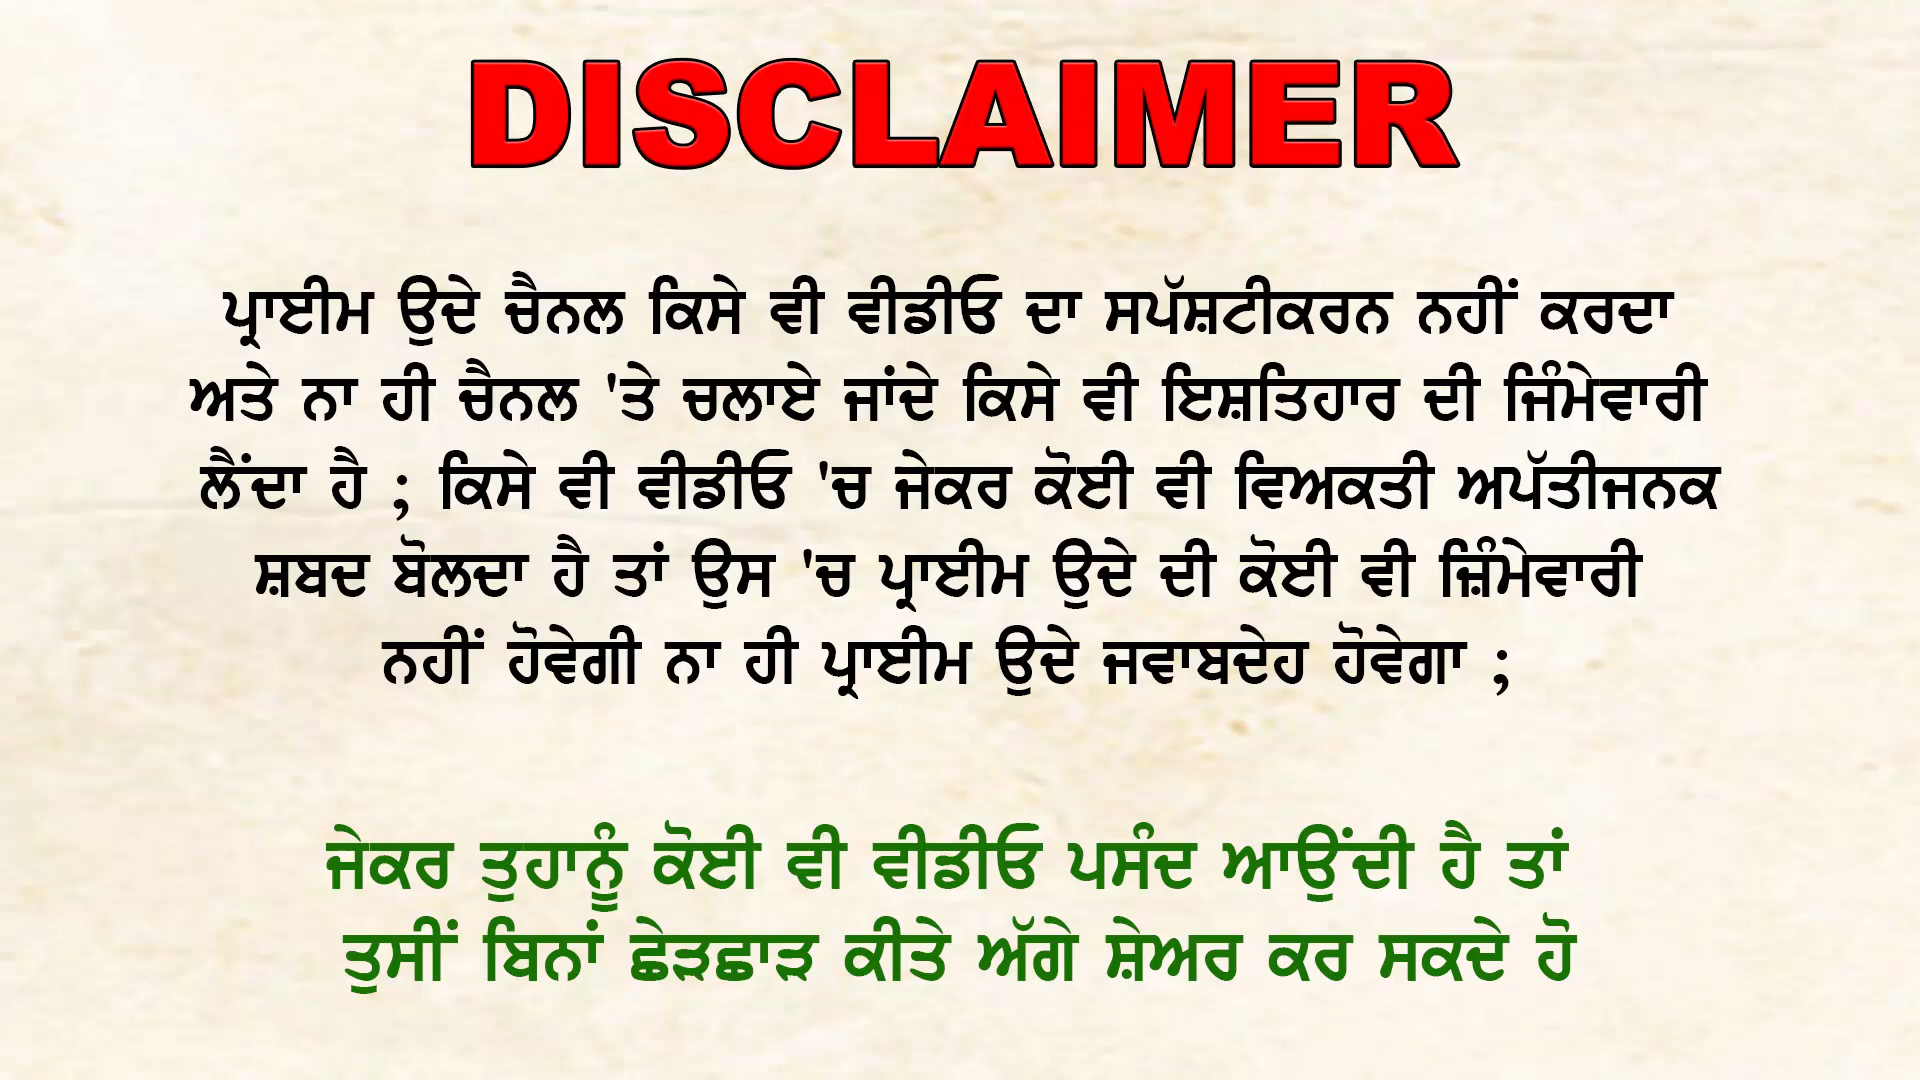 DISCLAIMER
ਪ੍ਰਾਈਮ ਉਦੇ ਚੈਨਲ ਕਿਸੇ ਵੀ ਵੀਡੀਓ ਦਾ ਸਪੱਸ਼ਟੀਕਰਨ ਨਹੀਂ ਕਰਦਾ
ਅਤੇ ਨਾ ਹੀ ਚੈਨਲ 'ਤੇ ਚਲਾਏ ਜਾਂਦੇ ਕਿਸੇ ਵੀ ਇਸ਼ਤਿਹਾਰ ਦੀ ਜਿੰਮੇਵਾਰੀ
ਲੈਂਦਾ ਹੈ ; ਕਿਸੇ ਵੀ ਵੀਡੀਓ 'ਚ ਜੇਕਰ ਕੋਈ ਵੀ ਵਿਅਕਤੀ ਅਪੱਤੀਜਨਕ
ਸ਼ਬਦ ਬੋਲਦਾ ਹੈ ਤਾਂ ਉਸ 'ਚ ਪ੍ਰਾਈਮ ਉਦੇ ਦੀ ਕੋਈ ਵੀ ਜ਼ਿੰਮੇਵਾਰੀ
ਨਹੀਂ ਹੋਵੇਗੀ ਨਾ ਹੀ ਪ੍ਰਾਈਮ ਉਦੇ ਜਵਾਬਦੇਹ ਹੋਵੇਗਾ ;
ਜੇਕਰ ਤੁਹਾਨੂੰ ਕੋਈ ਵੀ ਵੀਡੀਓ ਪਸੰਦ ਆਉਂਦੀ ਹੈ ਤਾਂ
ਤੁਸੀਂ ਬਿਨਾਂ ਛੇੜਛਾੜ ਕੀਤੇ ਅੱਗੇ ਸ਼ੇਅਰ ਕਰ ਸਕਦੇ ਹੋ